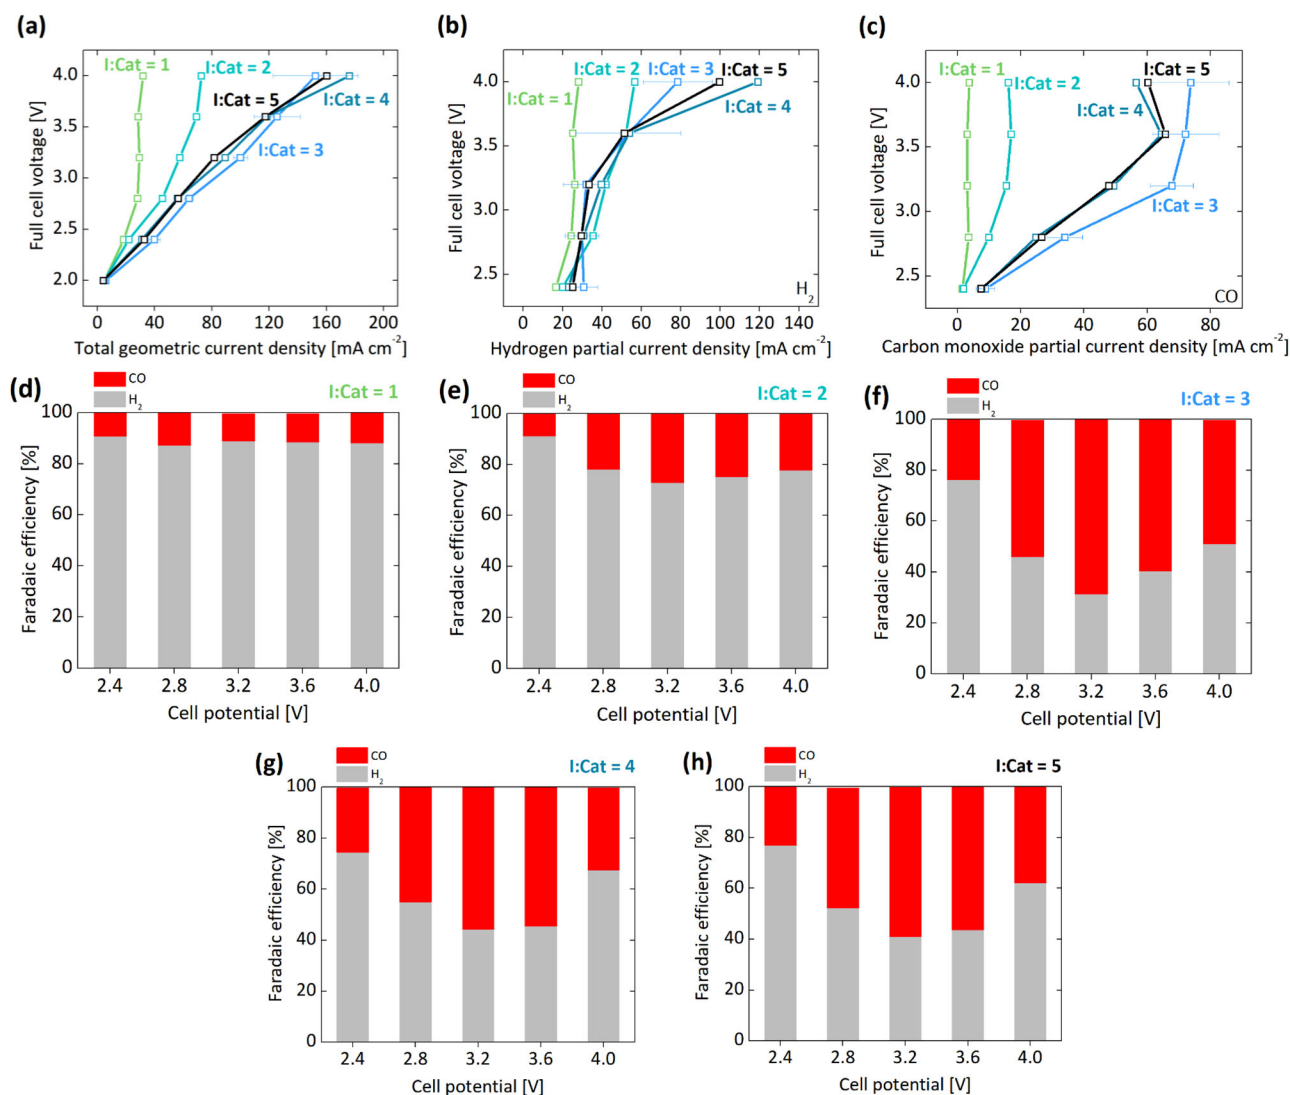 (a)
I:Cat = 1
I:Cat = 2
I:Cat = 5
I:Cat = 4
I:Cat = 3
Full cell voltage [V]
4.0
3.5
3.0
2.5
2.0
0 40 80 120 160 200
Total geometric current density [mA cm-2]
(b)
I:Cat = 2
I:Cat = 3
I:Cat = 5
I:Cat = 1
I:Cat = 4
Full cell voltage [V]
4.0
3.5
3.0
2.5
H2
0 20 40 60 80 100 120 140
Hydrogen partial current density [mA cm-2]
(c)
I:Cat = 1
I:Cat = 2
I:Cat = 5
I:Cat = 4
I:Cat = 3
Full cell voltage [V]
4.0
3.5
3.0
2.5
CO
0 20 40 60 80
Carbon monoxide partial current density [mA cm-2]
(d)
CO
H2
I:Cat = 1
Faradaic efficiency [%]
100
80
60
40
20
0
2.4 2.8 3.2 3.6 4.0
Cell potential [V]
(e)
CO
H2
I:Cat = 2
Faradaic efficiency [%]
100
80
60
40
20
0
2.4 2.8 3.2 3.6 4.0
Cell potential [V]
(f)
CO
H2
I:Cat = 3
Faradaic efficiency [%]
100
80
60
40
20
0
2.4 2.8 3.2 3.6 4.0
Cell potential [V]
(g)
CO
H2
I:Cat = 4
Faradaic efficiency [%]
100
80
60
40
20
0
2.4 2.8 3.2 3.6 4.0
Cell potential [V]
(h)
CO
H2
I:Cat = 5
Faradaic efficiency [%]
100
80
60
40
20
0
2.4 2.8 3.2 3.6 4.0
Cell potential [V]